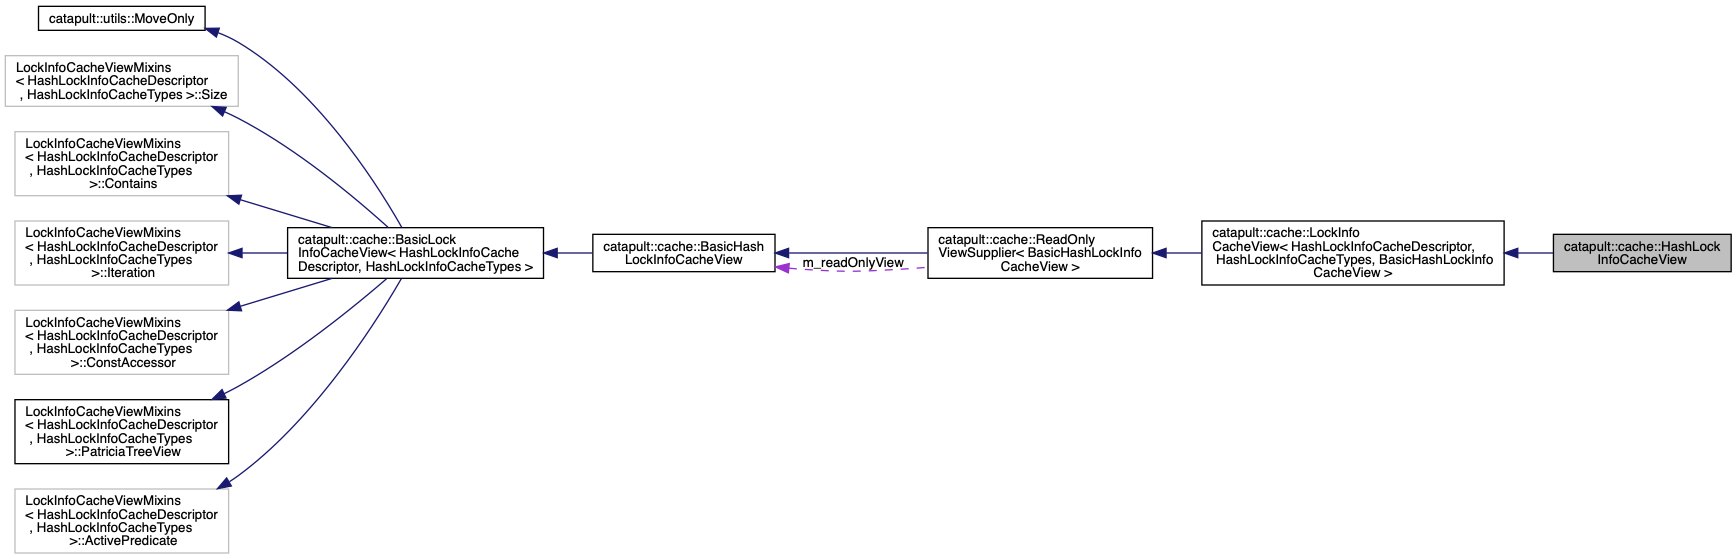 catapult::utils::MoveOnly
LockInfoCacheViewMixins
< HashLockInfoCacheDescriptor
, HashLockInfoCacheTypes >::Size
LockInfoCacheViewMixins
< HashLockInfoCacheDescriptor
, HashLockInfoCacheTypes
>::Contains
LockInfoCacheViewMixins
< HashLockInfoCacheDescriptor
, HashLockInfoCacheTypes
>::Iteration
LockInfoCacheViewMixins
< HashLockInfoCacheDescriptor
, HashLockInfoCacheTypes
>::ConstAccessor
LockInfoCacheViewMixins
< HashLockInfoCacheDescriptor
, HashLockInfoCacheTypes
>::PatriciaTreeView
LockInfoCacheViewMixins
< HashLockInfoCacheDescriptor
, HashLockInfoCacheTypes
>::ActivePredicate
catapult::cache::BasicLock
InfoCacheView< HashLockInfoCache
Descriptor, HashLockInfoCacheTypes >
catapult::cache::BasicHash
LockInfoCacheView
m_readOnlyView
catapult::cache::ReadOnly
ViewSupplier< BasicHashLockInfo
CacheView >
catapult::cache::LockInfo
CacheView< HashLockInfoCacheDescriptor,
HashLockInfoCacheTypes, BasicHashLockInfo
CacheView >
catapult::cache::HashLock
InfoCacheView